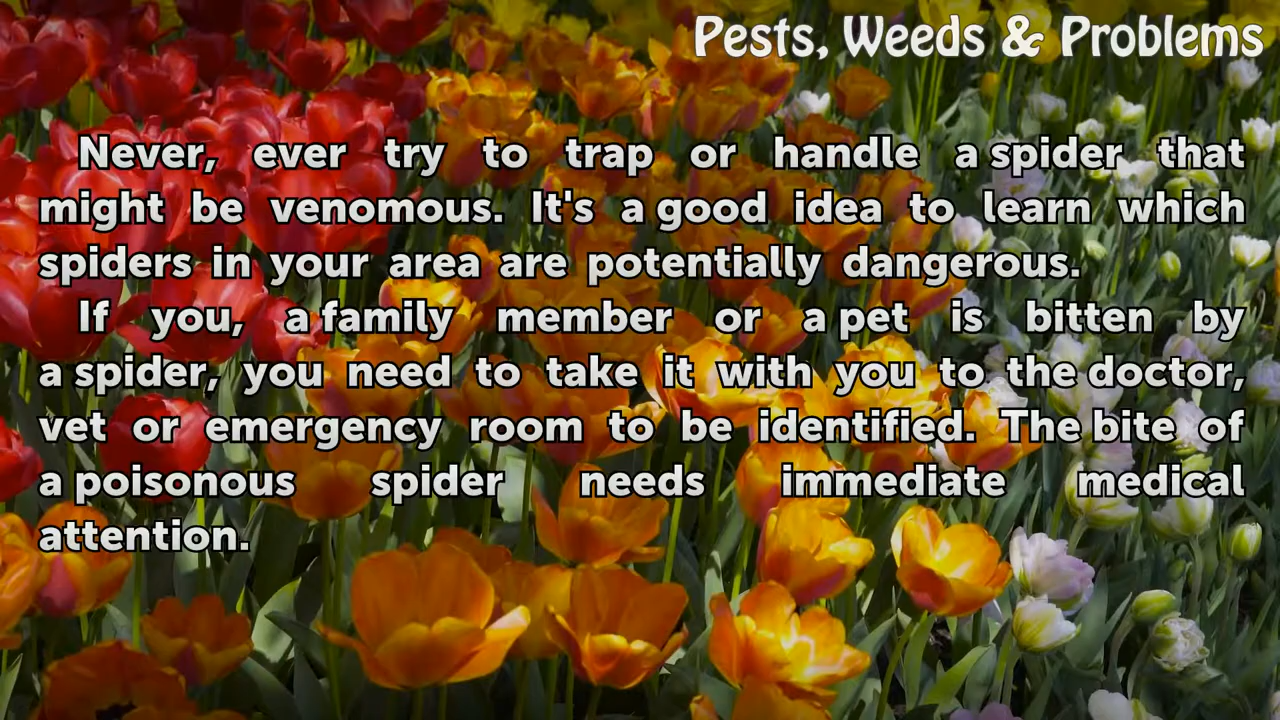 Pests, Weeds & Problems
Never, ever try to trap or handle a spider that
might be venomous. It's a good idea to learn which
spiders in your area are potentially dangerous.
If you, a family member or a pet is bitten by
a spider, you need to take it with you to the doctor,
vet or emergency room to be identified. The bite of
a poisonous spider needs immediate medical
attention.